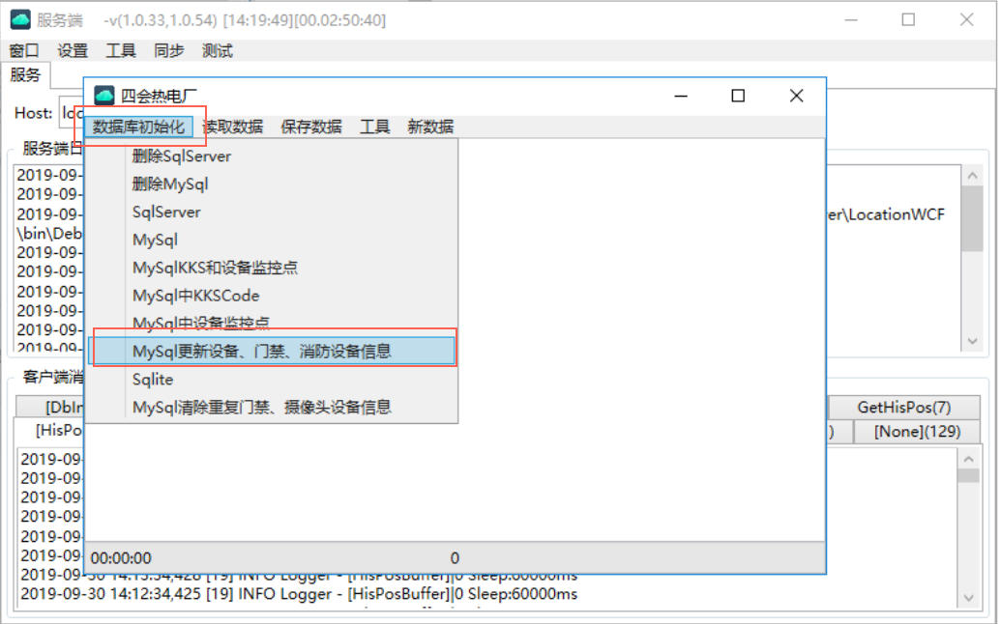 服务端 -v(1.0.33,1.0.54) [14:19:49][00.02:50:40]
窗口 设置 工具 同步 测试
服务
Host: loc
四会热电厂
数据库初始化 读取数据 保存数据 工具 新数据
服务端日
删除SqlServer
删除MySql
SqlServer
MySql
MySqlKKS和设备监控点
MySql中KKSCode
MySql中设备监控点
MySql更新设备、门禁、消防设备信息
Sqlite
MySql清除重复门禁、摄像头设备信息
2019-09-
2019-09-
2019-09- er\LocationWCF
\bin\Deb
2019-09-
2019-09-
2019-09-
2019-09-
2019-09-
2019-09-
客户端消
[DbIn GetHisPos(7)
[HisPo ) [None](129)
2019-09-
2019-09-
2019-09-
2019-09-
2019-09-
2019-09-
00:00:00 0
2019-09-30 14:13:34,428 [19] INFO Logger - [HisPosBuffer]|0 Sleep:60000ms
2019-09-30 14:12:34,425 [19] INFO Logger - [HisPosBuffer]|0 Sleep:60000ms